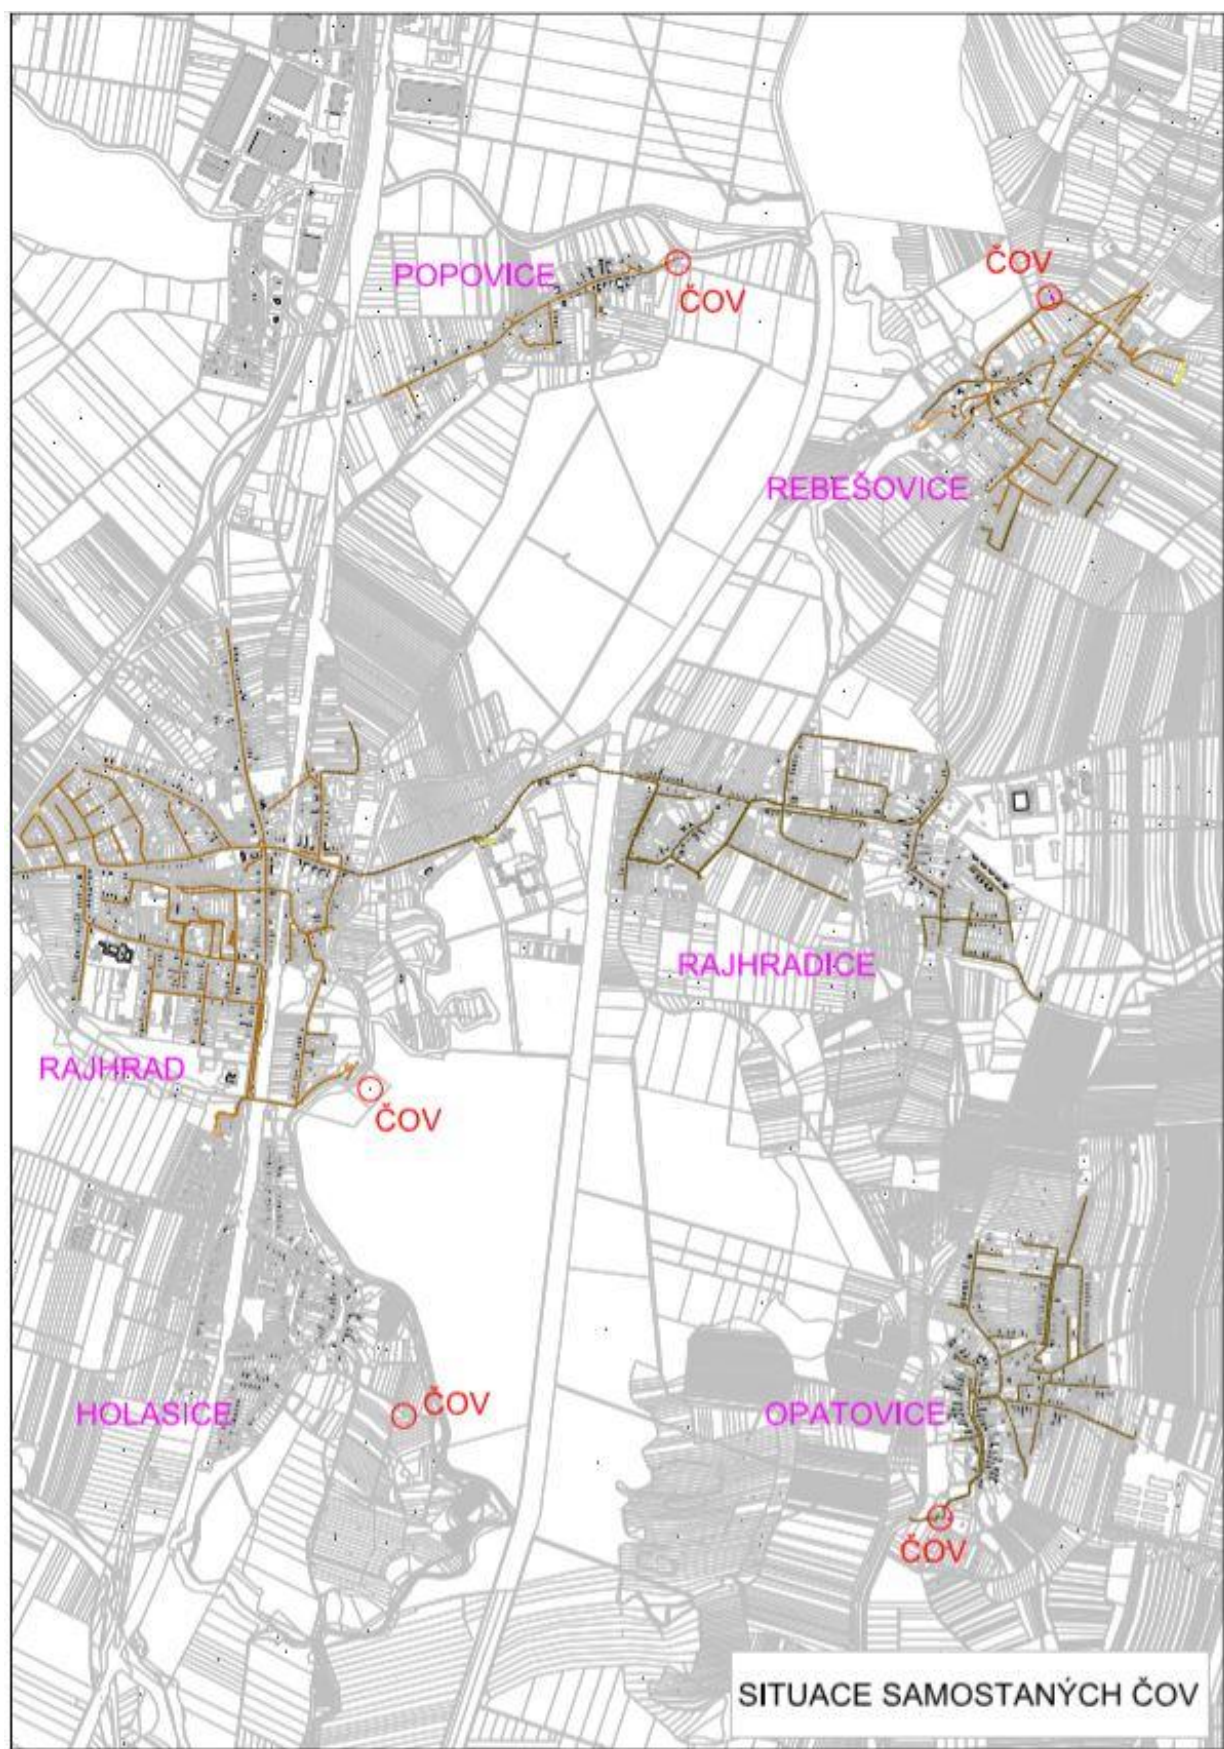 POPOVICE
ČOV
ČOV
REBEŠOVICE
RAJHRADICE
RAJHRAD
ČOV
HOLASICE
ČOV
OPATOVICE
ČOV
SITUACE SAMOSTANÝCH ČOV